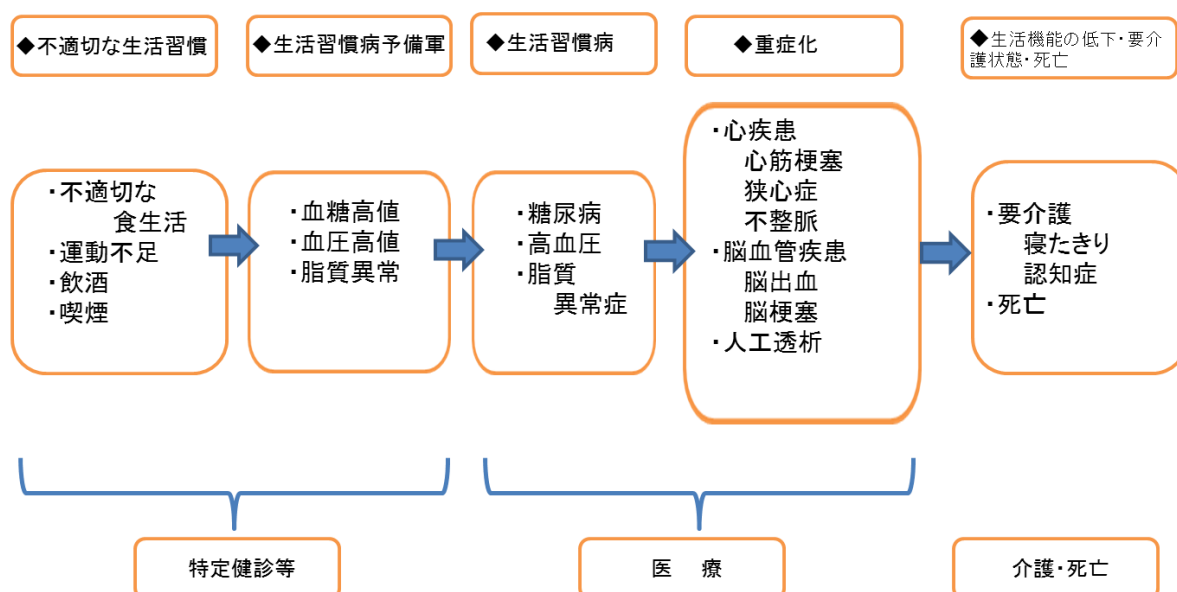 ◆不適切な生活習慣
◆生活習慣病予備軍
◆生活習慣病
◆重症化
◆生活機能の低下・要介
護状態・死亡
・不適切な
食生活
・運動不足
・飲酒
・喫煙
・血糖高値
・血圧高値
・脂質異常
・糖尿病
・高血圧
・脂質
異常症
・心疾患
心筋梗塞
狭心症
不整脈
・脳血管疾患
脳出血
脳梗塞
・人工透析
・要介護
寝たきり
認知症
・死亡
特定健診等
医　療
介護・死亡